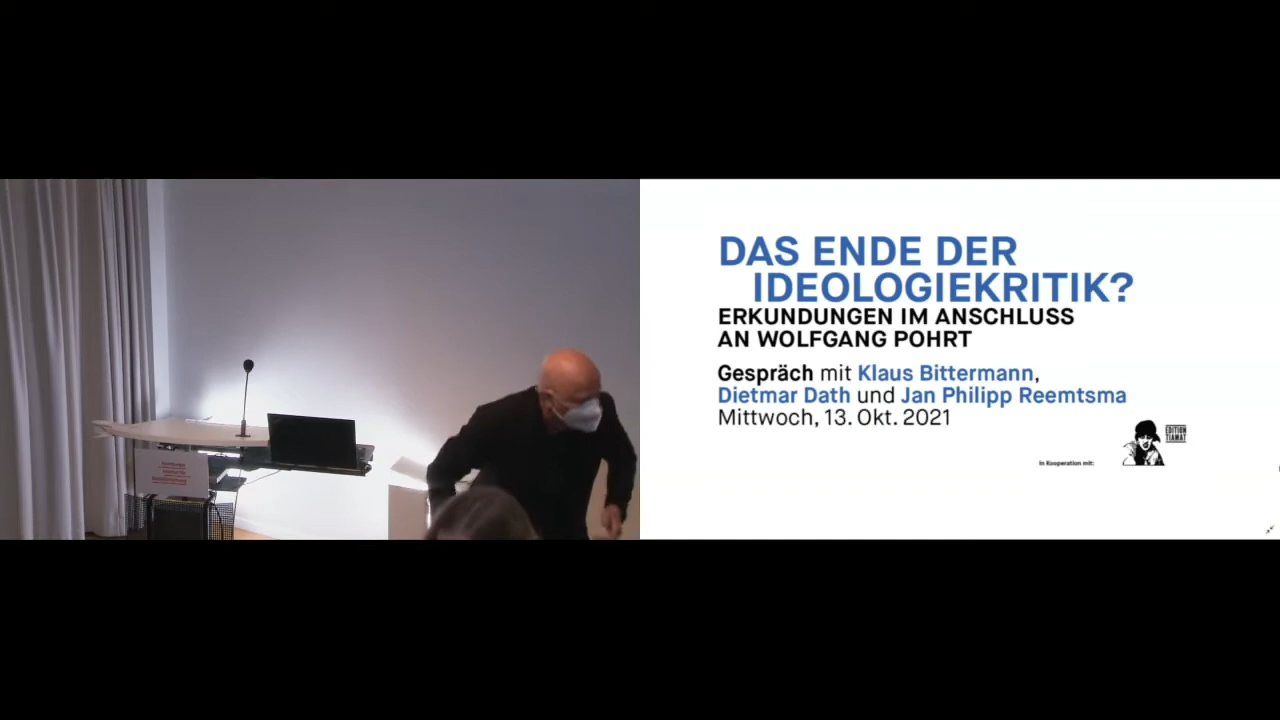 DAS ENDE DER
IDEOLOGIEKRITIK?
ERKUNDUNGEN IM ANSCHLUSS
AN WOLFGANG POHRT
Gespräch mit Klaus Bittermann,
Dietmar Dath und Jan Philipp Reemtsma
Mittwoch, 13. Okt. 2021
In Kooperation mit:
EDITION
TIAMAT